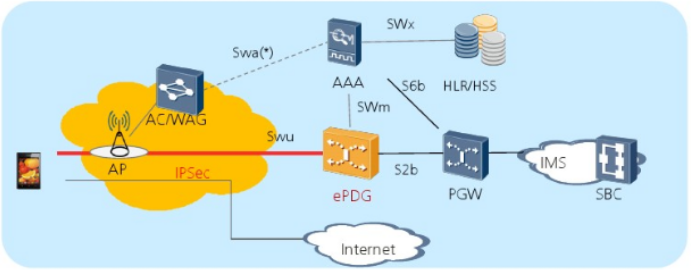 SWx
Swa(*)
AAA
S6b
HLR/HSS
AC/WAG
SWm
Swu
AP
IPSec
ePDG
S2b
PGW
IMS
SBC
Internet